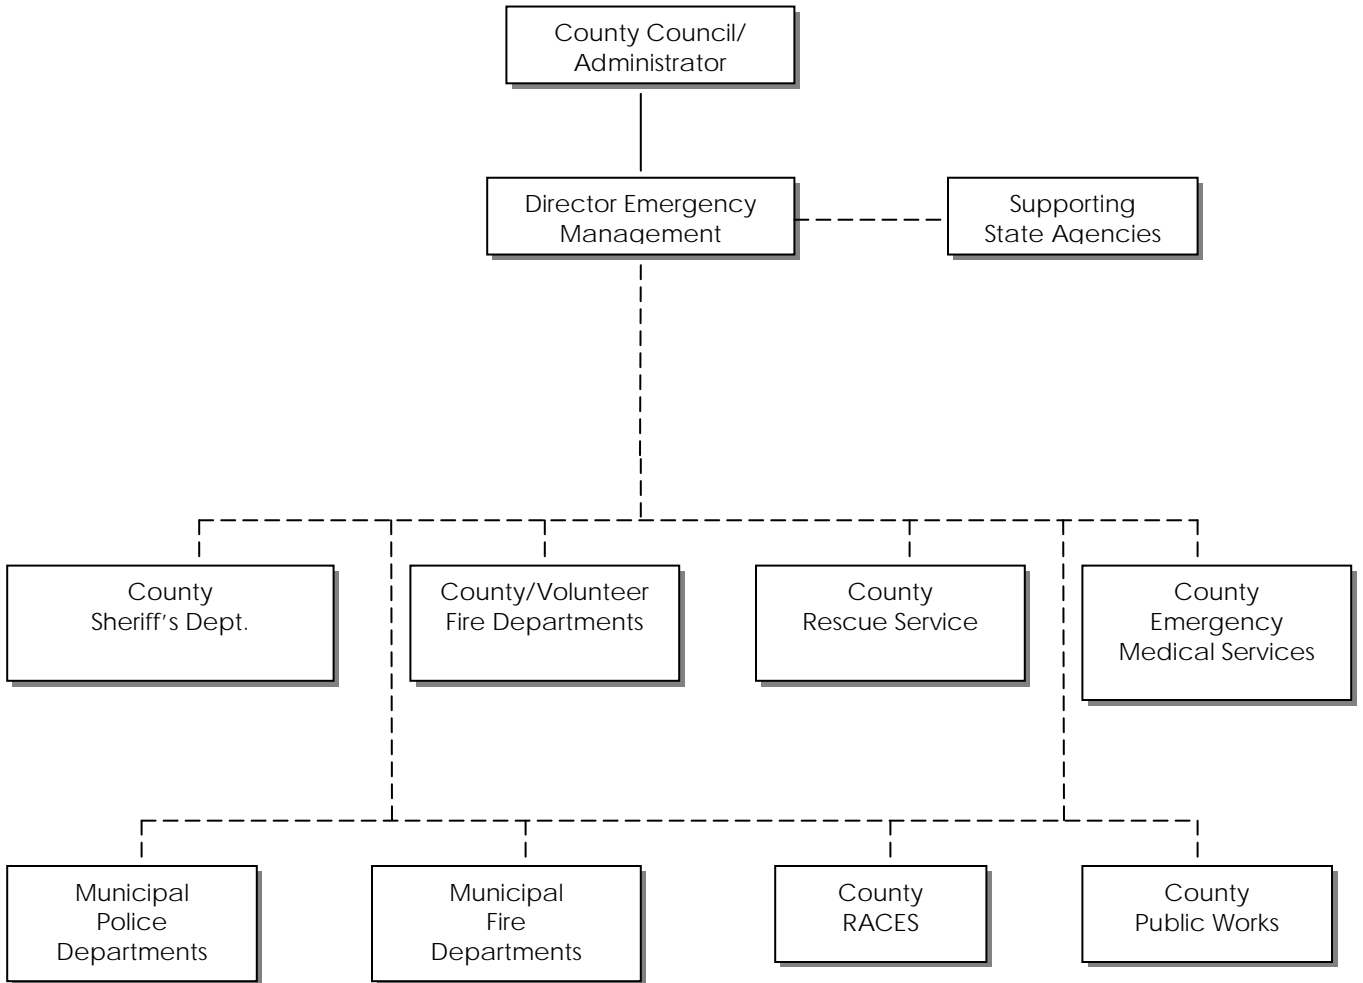 County Council/
Administrator
Director Emergency
Management
Supporting
State Agencies
County
Sheriff's Dept.
County/Volunteer
Fire Departments
County
Rescue Service
County
Emergency
Medical Services
Municipal
Police
Departments
Municipal
Fire
Departments
County
RACES
County
Public Works